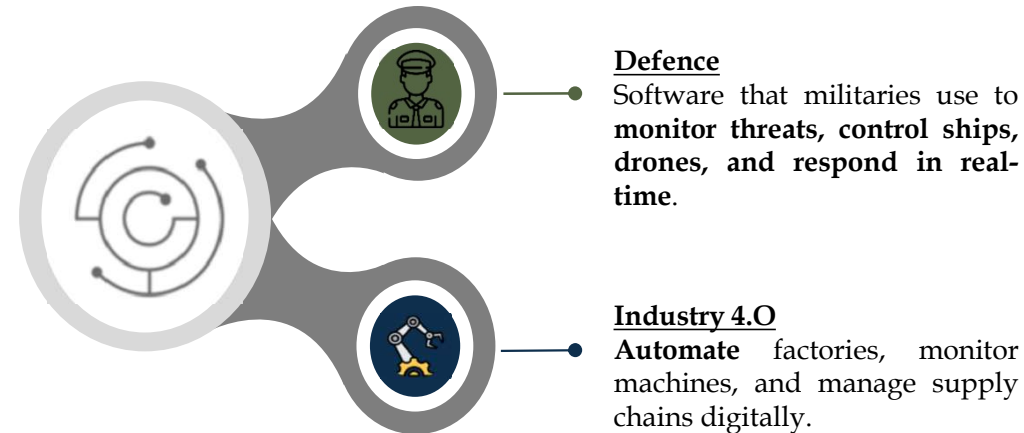 Defence
Software that militaries use to
monitor threats, control ships,
drones, and respond in real-
time.
Industry 4.O
Automate factories, monitor
machines, and manage supply
chains digitally.